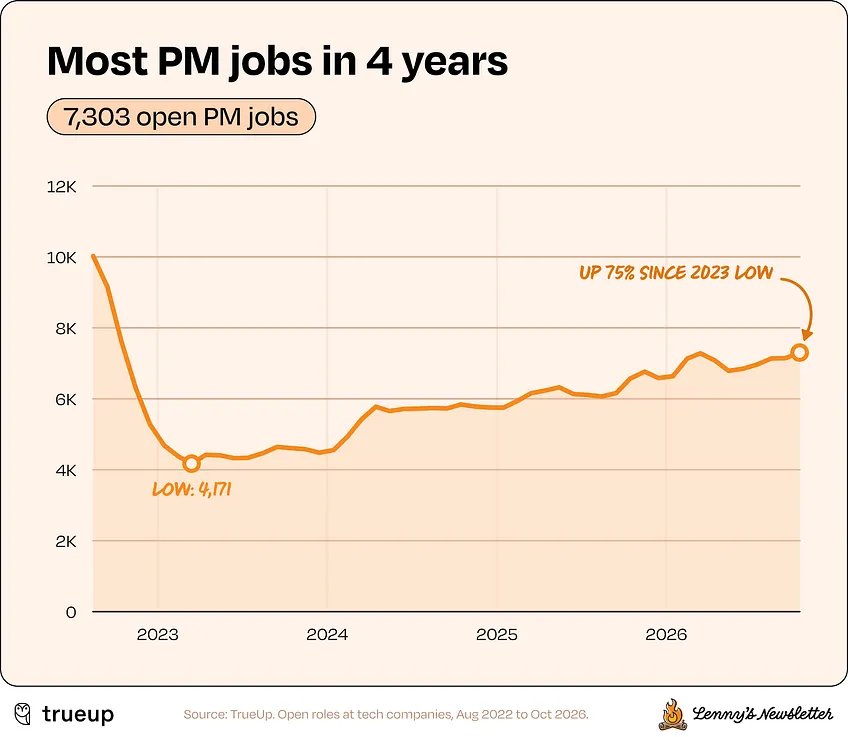 Most PM jobs in 4 years
7,303 open PM jobs
12K
10K
UP 75% SINCE 2023 LOW
8K
6K
4K
LOW: 4,171
2K
0
2023 2024 2025 2026
trueup
Source: TrueUp. Open roles at tech companies, Aug 2022 to Oct 2026.
Lenny's Newsletter